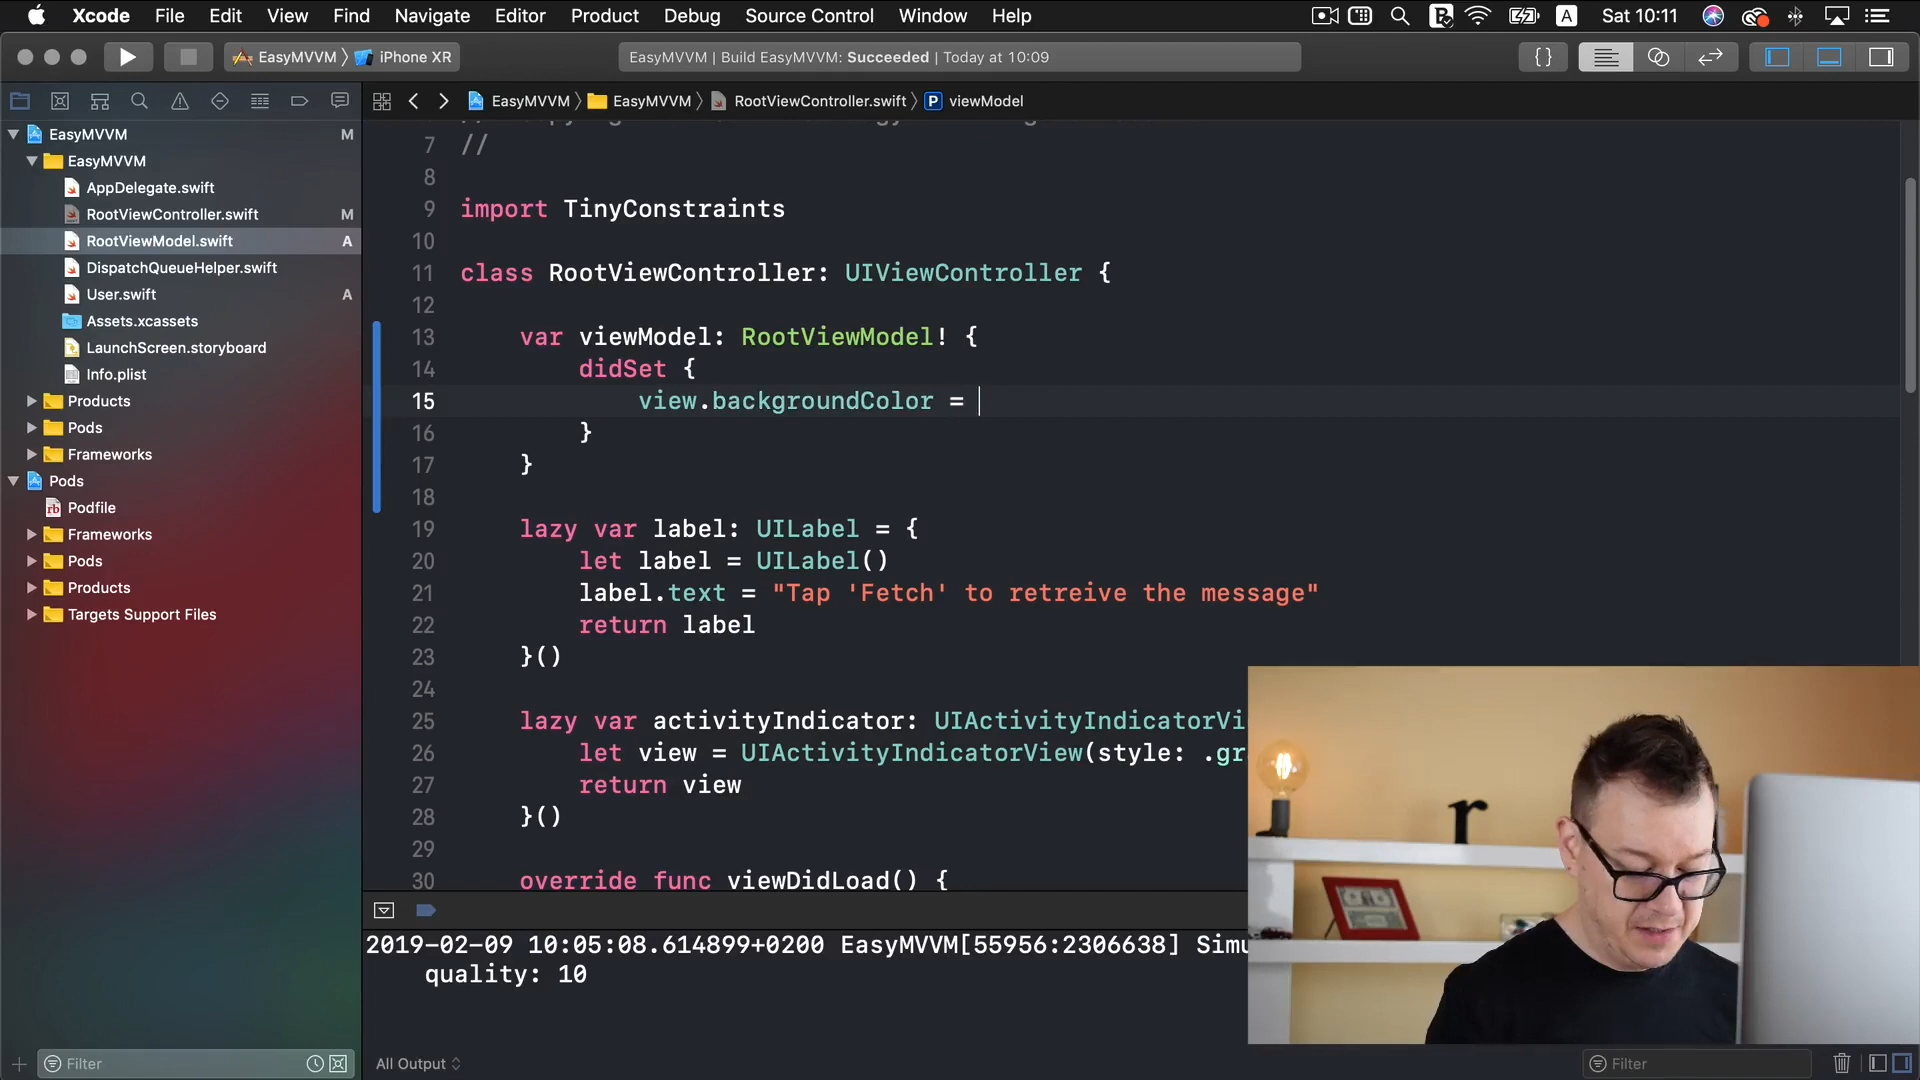 Xcode File Edit View Find Navigate Editor Product Debug Source Control Window Help A Sat 10:11
EasyMVVM iPhone XR EasyMVVM | Build EasyMVVM: Succeeded | Today at 10:09 {}
EasyMVVM EasyMVVM RootViewController.swift P viewModel
EasyMVVM M
EasyMVVM
AppDelegate.swift
RootViewController.swift M
RootViewModel.swift A
DispatchQueueHelper.swift
User.swift A
Assets.xcassets
LaunchScreen.storyboard
Info.plist
Products
Pods
Frameworks
Pods
Podfile
Frameworks
Pods
Products
Targets Support Files
Filter
7 //
8
9 import TinyConstraints
10
11 class RootViewController: UIViewController {
12
13 var viewModel: RootViewModel! {
14 didSet {
15 view.backgroundColor =
16 }
17 }
18
19 lazy var label: UILabel = {
20 let label = UILabel()
21 label.text = "Tap 'Fetch' to retreive the message"
22 return label
23 }()
24
25 lazy var activityIndicator: UIActivityIndicatorVi
26 let view = UIActivityIndicatorView(style: .gr
27 return view
28 }()
29
30 override func viewDidLoad() {
2019-02-09 10:05:08.614899+0200 EasyMVVM[55956:2306638] Simu
quality: 10
All Output
Filter
r